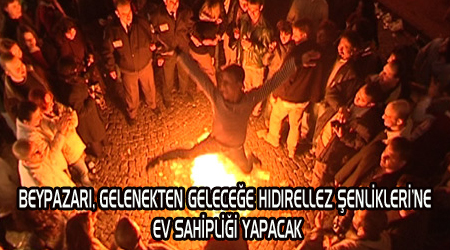 BEYPAZARI, GELENEKTEN GELECEĞE HIDIRELLEZ ŞENLİKLERİ'NE
EV SAHİPLİĞİ YAPACAK